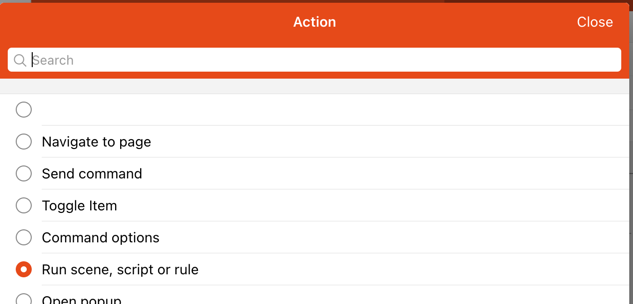 Action
Close
Search
Navigate to page
Send command
Toggle Item
Command options
Run scene, script or rule
Open popup